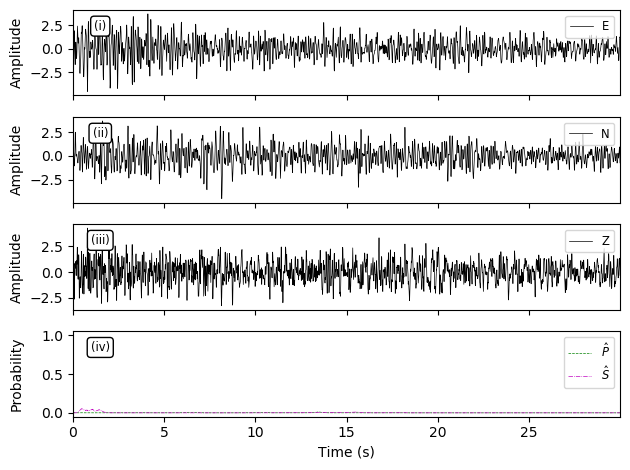 Amplitude
2.5
0.0
−2.5
(i)
E
Amplitude
2.5
0.0
−2.5
(ii)
N
Amplitude
2.5
0.0
−2.5
(iii)
Z
Probability
1.0
0.5
0.0
(iv)
P̂
Ŝ
0 5 10 15 20 25
Time (s)